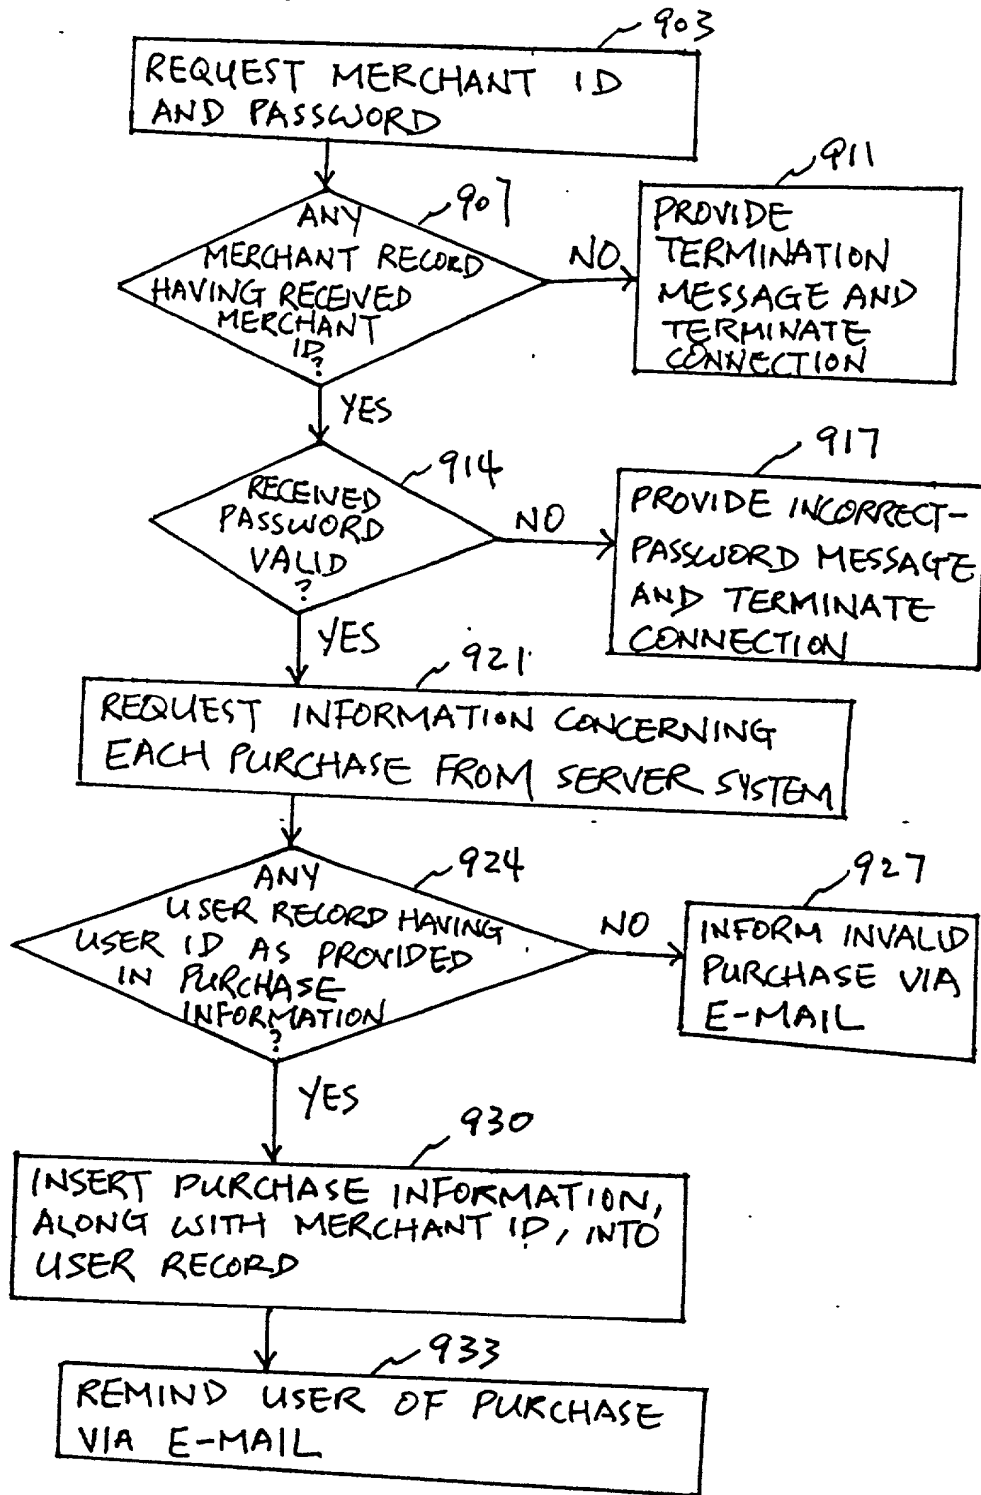 903
REQUEST MERCHANT ID
AND PASSWORD
907
ANY
MERCHANT RECORD
HAVING RECEIVED
MERCHANT
ID
?
NO
911
PROVIDE
TERMINATION
MESSAGE AND
TERMINATE
CONNECTION
YES
914
RECEIVED
PASSWORD
VALID
?
NO
917
PROVIDE INCORRECT-
PASSWORD MESSAGE
AND TERMINATE
CONNECTION
YES
921
REQUEST INFORMATION CONCERNING
EACH PURCHASE FROM SERVER SYSTEM
924
ANY
USER RECORD HAVING
USER ID AS PROVIDED
IN PURCHASE
INFORMATION
?
NO
927
INFORM INVALID
PURCHASE VIA
E-MAIL
YES
930
INSERT PURCHASE INFORMATION,
ALONG WITH MERCHANT ID, INTO
USER RECORD
933
REMIND USER OF PURCHASE
VIA E-MAIL